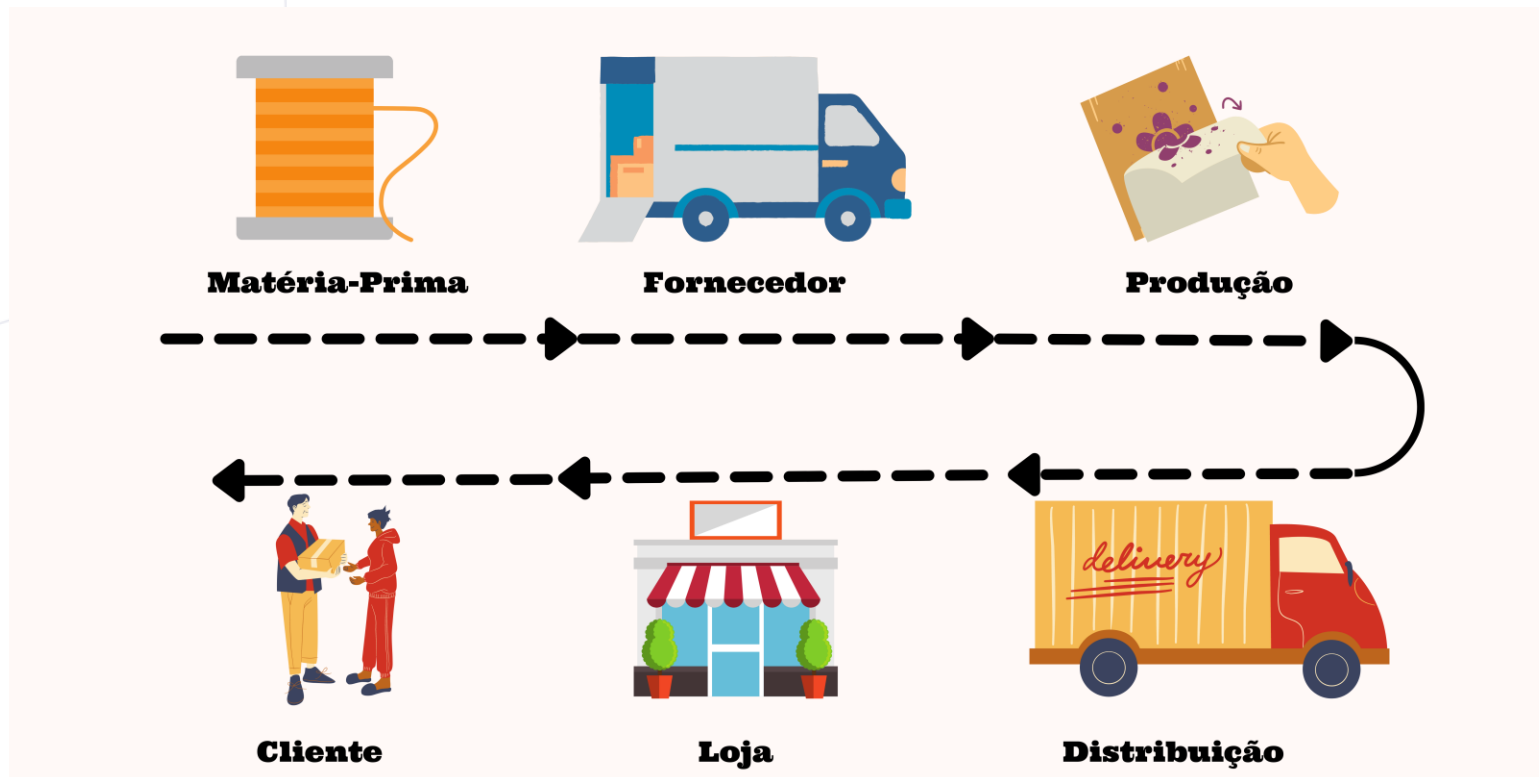 Matéria-Prima
Fornecedor
Produção
delivery
Cliente
Loja
Distribuição